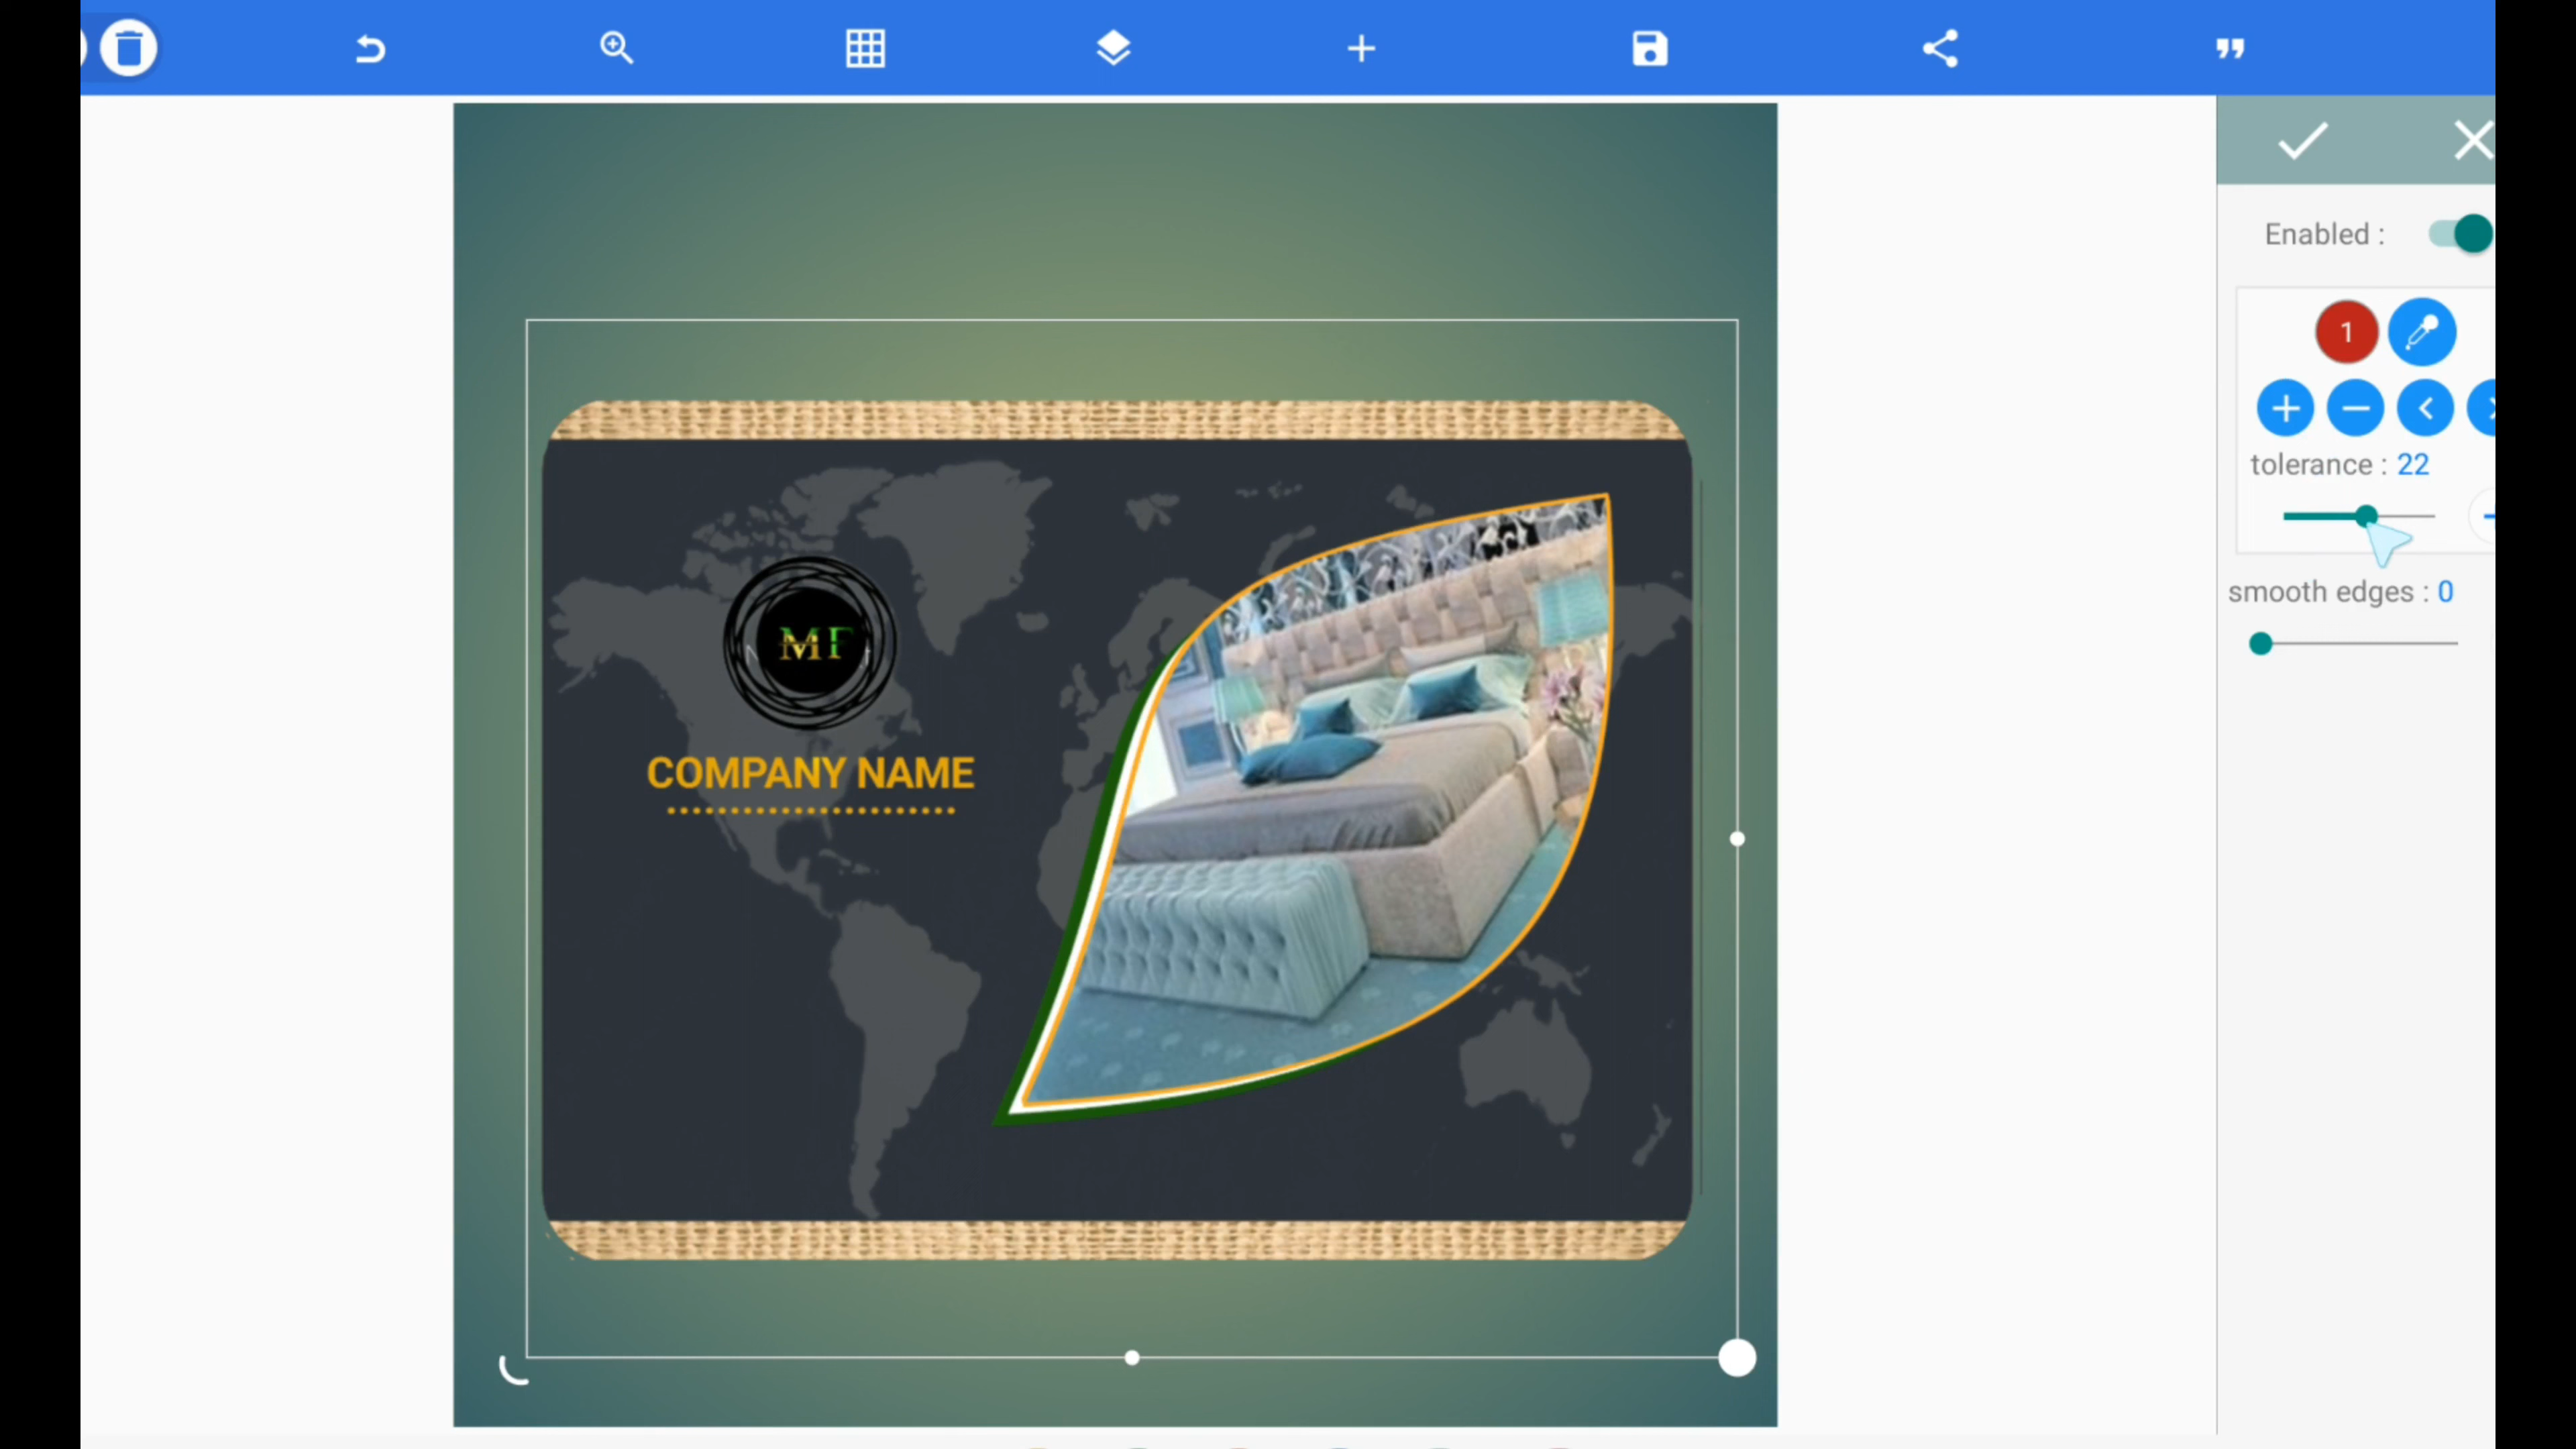 Enabled :
1
tolerance : 22
smooth edges : 0
MF
COMPANY NAME